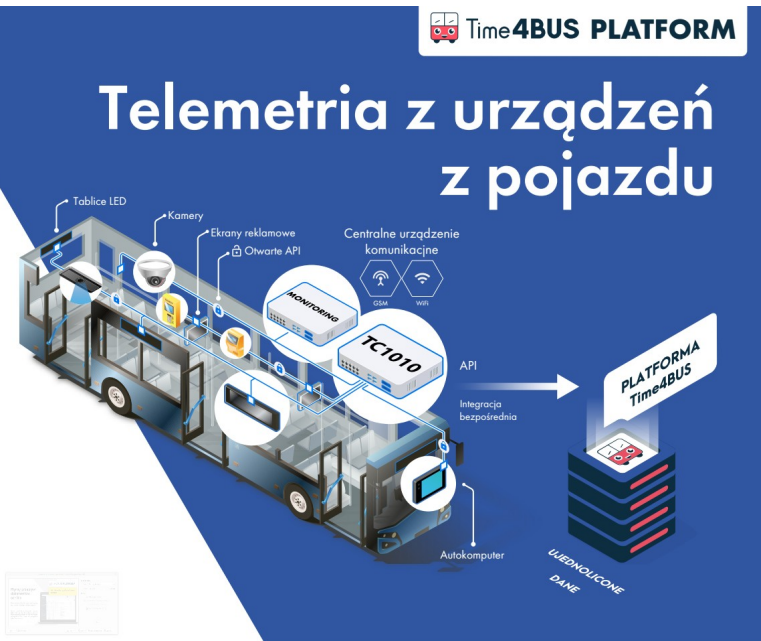 Time4BUS PLATFORM
Telemetria z urządzeń
z pojazdu
Tablice LED
Kamery
Ekrany reklamowe
Otwarte API
Centralne urządzenie
komunikacyjne
GSM
WiFi
MONITORING
TC1010
API
Integracja
bezpośrednia
PLATFORMA
Time4BUS
Autokomputer
UJEDNOLICONE
DANE